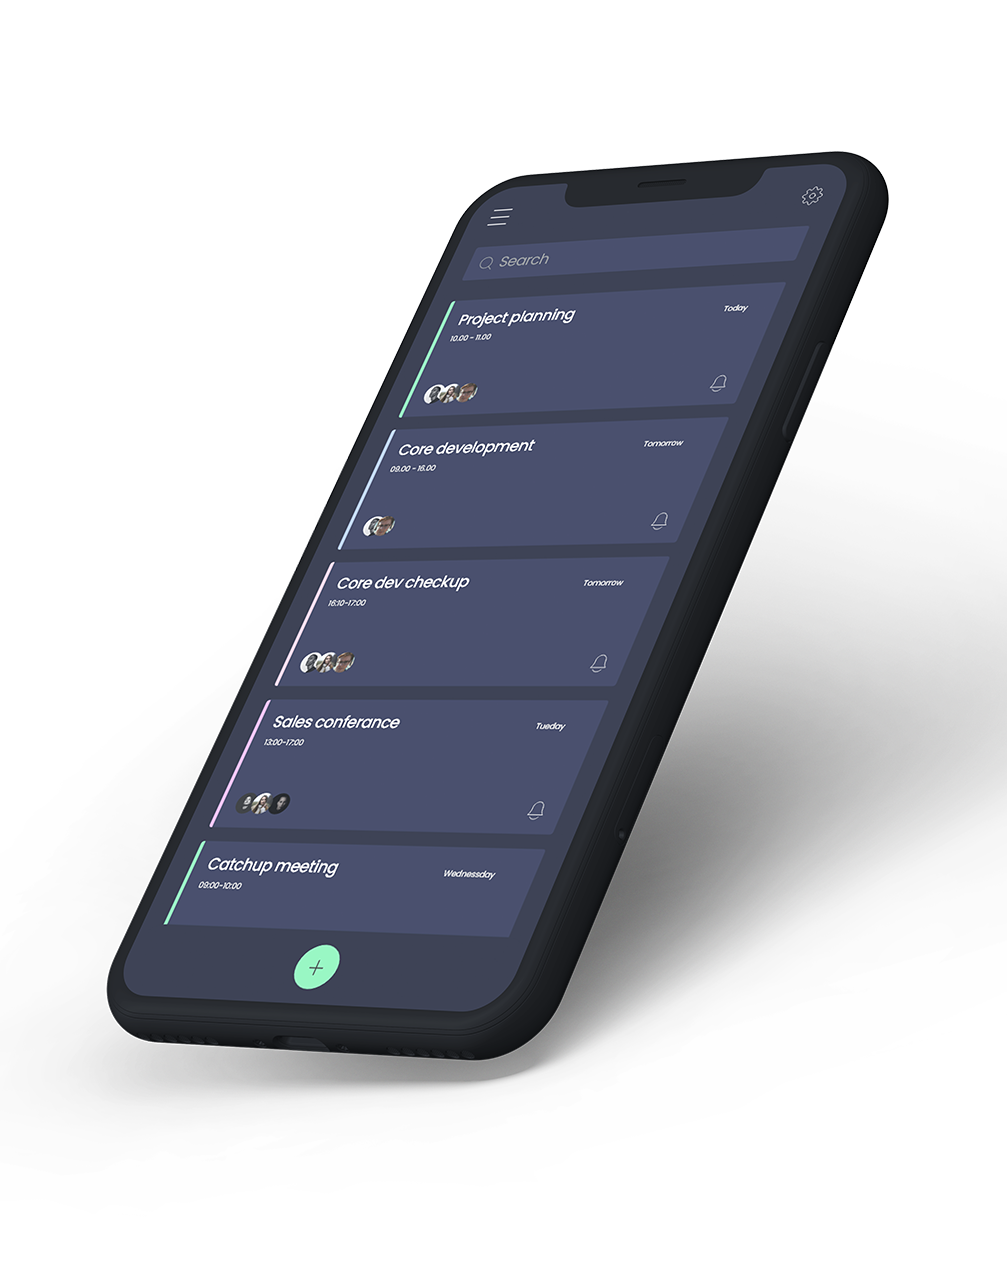 Search
Project planning
Today
10.00 - 11.00
Core development
Tomorrow
09.00 - 16.00
Core dev checkup
Tomorrow
16:10-17:00
Sales conferance
Tueday
13:00-17:00
Catchup meeting
Wednessday
09:00-10:00